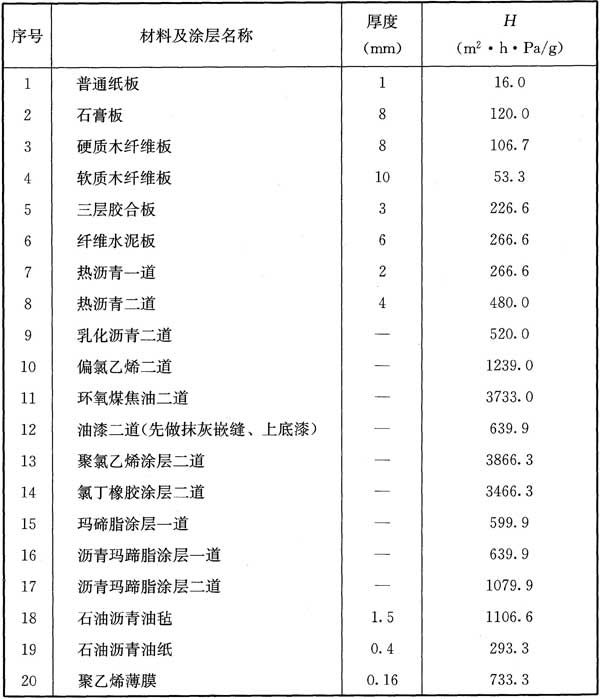 序号 材料及涂层名称 厚度 (mm) H (m²·h·Pa/g)
1 普通纸板 1 16.0
2 石膏板 8 120.0
3 硬质木纤维板 8 106.7
4 软质木纤维板 10 53.3
5 三层胶合板 3 226.6
6 纤维水泥板 6 266.6
7 热沥青一道 2 266.6
8 热沥青二道 4 480.0
9 乳化沥青二道 — 520.0
10 偏氯乙烯二道 — 1239.0
11 环氧煤焦油二道 — 3733.0
12 油漆二道(先做抹灰嵌缝、上底漆) — 639.9
13 聚氯乙烯涂层二道 — 3866.3
14 氯丁橡胶涂层二道 — 3466.3
15 玛碲脂涂层一道 — 599.9
16 沥青玛蹄脂涂层一道 — 639.9
17 沥青玛蹄脂涂层二道 — 1079.9
18 石油沥青油毡 1.5 1106.6
19 石油沥青油纸 0.4 293.3
20 聚乙烯薄膜 0.16 733.3